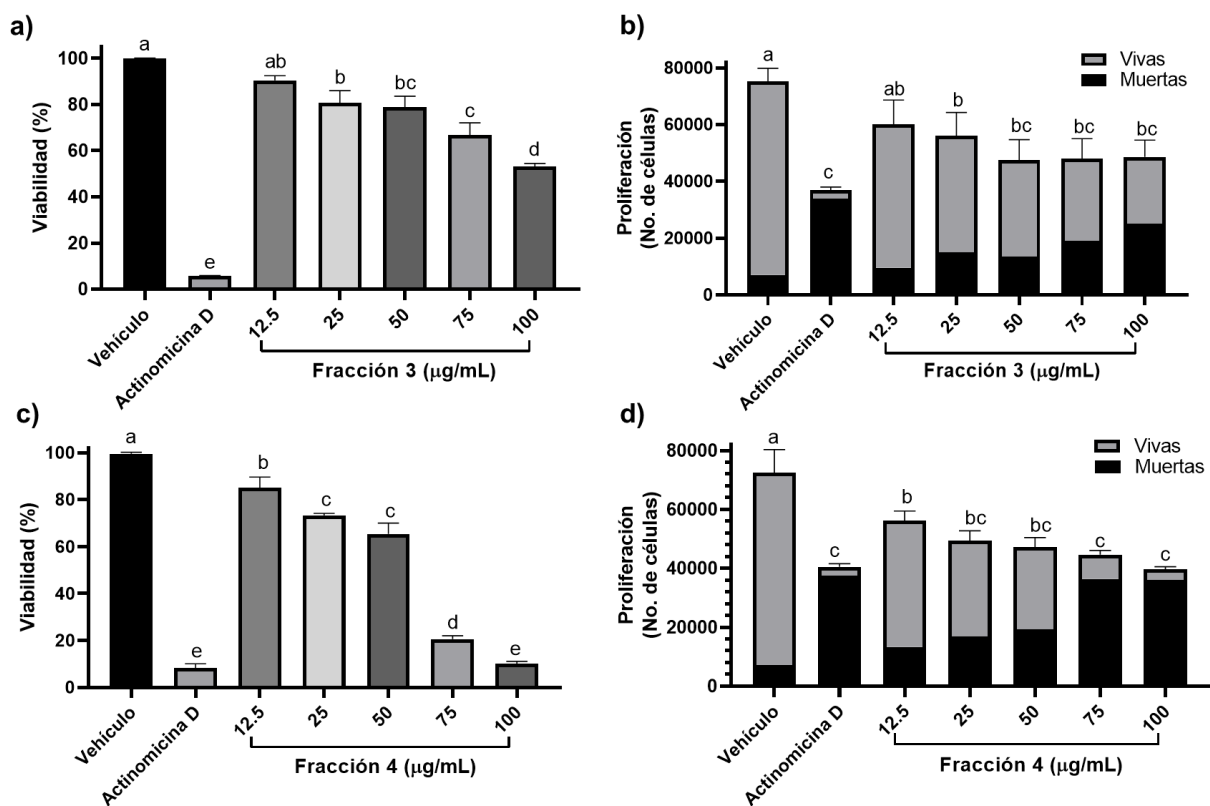 a)
Viabilidad (%)
100
80
60
40
20
0
a
e
ab
b
bc
c
d
Vehículo
Actinomicina D
12.5
25
50
75
100
Fracción 3 (μg/mL)
b)
Proliferación
(No. de células)
80000
60000
40000
20000
0
Vivas
Muertas
a
c
ab
b
bc
bc
bc
Vehículo
Actinomicina D
12.5
25
50
75
100
Fracción 3 (μg/mL)
c)
Viabilidad (%)
100
80
60
40
20
0
a
e
b
c
c
d
e
Vehículo
Actinomicina D
12.5
25
50
75
100
Fracción 4 (μg/mL)
d)
Proliferación
(No. de células)
80000
60000
40000
20000
0
Vivas
Muertas
a
c
b
bc
bc
c
c
Vehículo
Actinomicina D
12.5
25
50
75
100
Fracción 4 (μg/mL)